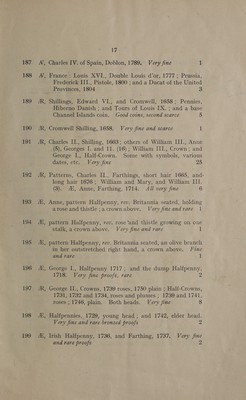 17
187 N, Charles IV. of Spain, Doblon, 1789. Very fine 1
188 N, France: Louis XVI., Double Louis d'or, 1777; Prussia,
Frederick III., Pistole, 1800; and a Ducat of the United
Provinces, 1804 3
189 Æ, Shillings, Edward VI., and Cromwell, 1658; Pennies,
Hiberno Danish; and Tours of Louis IX.; and a base
Channel Islands coin. Good coins, second scarce 8
190 Æ, Cromwell Shilling, 1658. Very fine and scarce 1
191 Æ, Charles II., Shilling, 1663; others of William III., Anne
(3), Georges I. and II. (18); William III., Crown; and
George I., Half-Crown. Some with symbols, various
dates, etc. Very fine 25
192 Æ, Patterns, Charles II., Farthings, short hair 1665, and
long hair 1676; William and Mary, and William III.
(3). Æ, Anne, Farthing, 1714. All very fine 6
193 Æ, Anne, pattern Halfpenny, rev. Britannia seated, holding
a rose and thistle; a crown above. Very fine and rare 1
194 Æ, pattern Halfpenny, rev. rose and thistle growing on one
stalk, a crown above. Very fine and rare 1
195 Æ, pattern Halfpenny, rev. Britannia seated, an olive branch
in her outstretched right hand, a crown above. Fine
and rare 1
196 Æ, George I., Halfpenny 1717; and the dump Halfpenny,
1718. Very fine proofs, rare 2
197 Æ, George II., Crowns, 1739 roses, 1750 plain; Half-Crowns,
1731, 1732 and 1734, roses and plumes; 1739 and 1741,
roses; 1746, plain. Both heads. Very fine 8
198 Æ, Halfpennies, 1729, young head; and 1742, older head.
Very fine and rare bronzed proofs 2
199 Æ, Irish Halfpenny, 1736, and Farthing, 1737. Very fine
and rare proofs 2